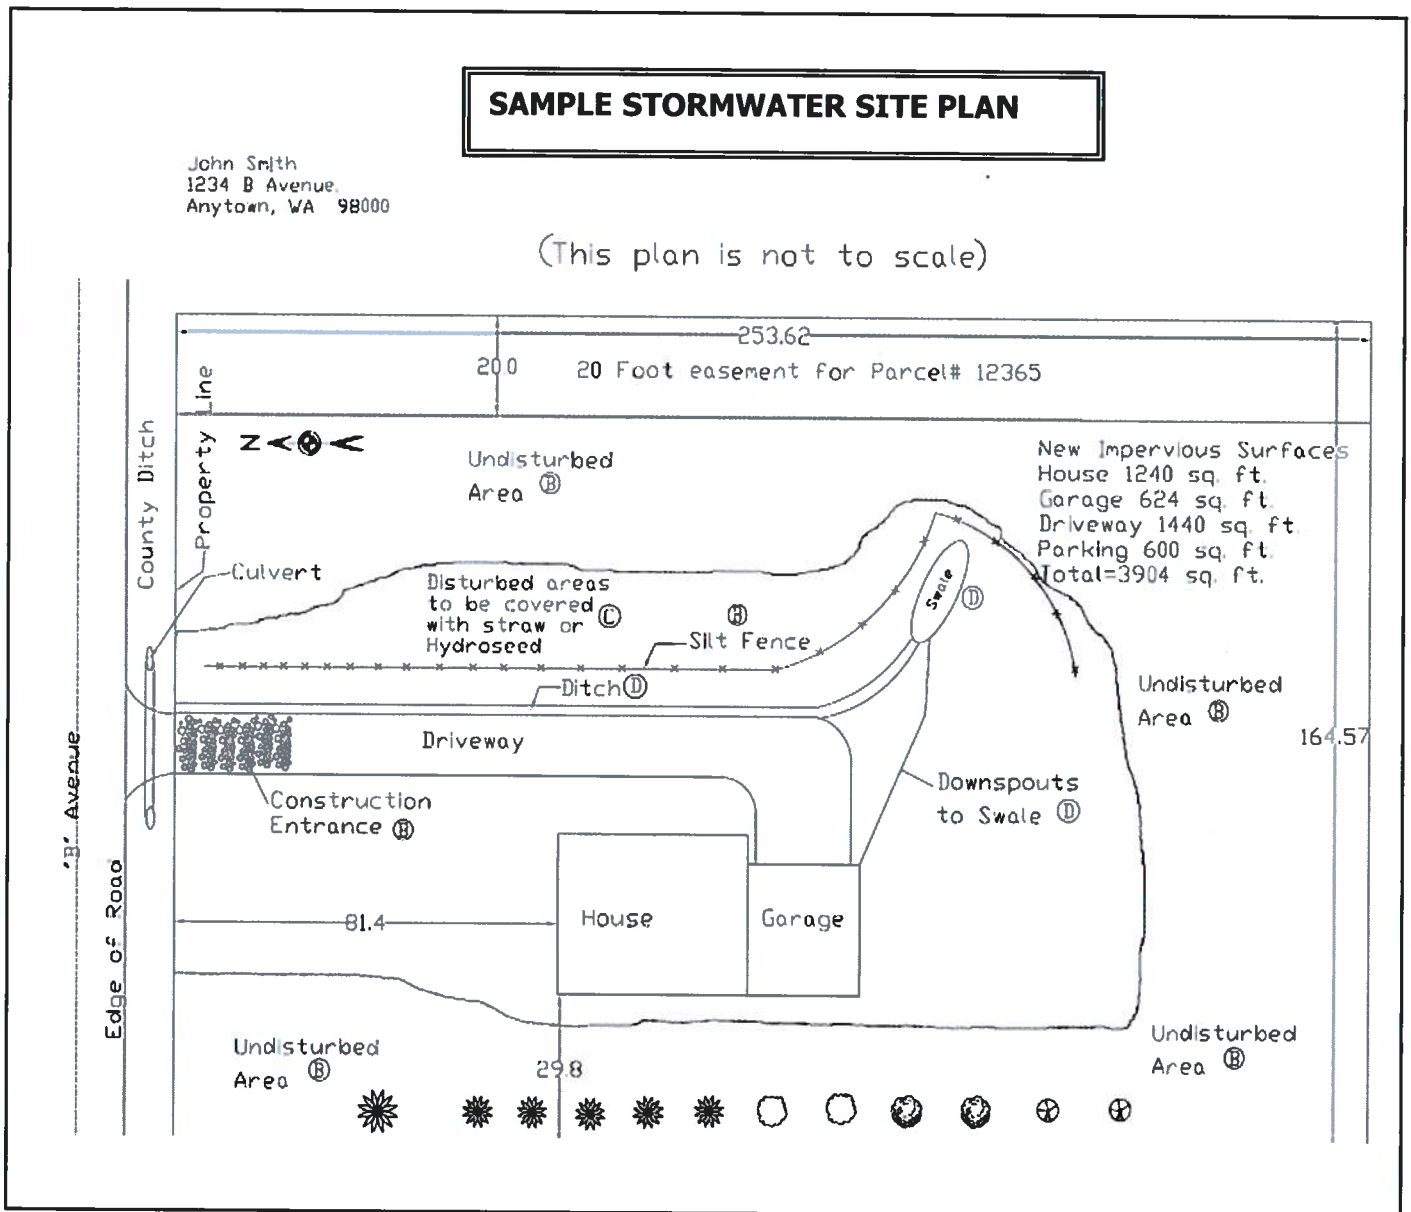 SAMPLE STORMWATER SITE PLAN
John Smith
1234 B Avenue
Anytown, WA 98000
(This plan is not to scale)
253.62
20.0
20 Foot easement for Parcel# 12365
Property Line
County Ditch
N
Undisturbed
Area Ⓑ
New Impervious Surfaces
House 1240 sq. ft.
Garage 624 sq. ft.
Driveway 1440 sq. ft.
Parking 600 sq. ft.
Total=3904 sq. ft.
Culvert
Disturbed areas
to be covered
with straw or
Hydroseed
Ⓒ
Ⓑ
Silt Fence
Swale
Ⓓ
Ditch Ⓓ
Undisturbed
Area Ⓑ
164.57
Driveway
'B' Avenue
Construction
Entrance Ⓑ
Downspouts
to Swale Ⓓ
Edge of Road
81.4
House
Garage
Undisturbed
Area Ⓑ
29.8
Undisturbed
Area Ⓑ